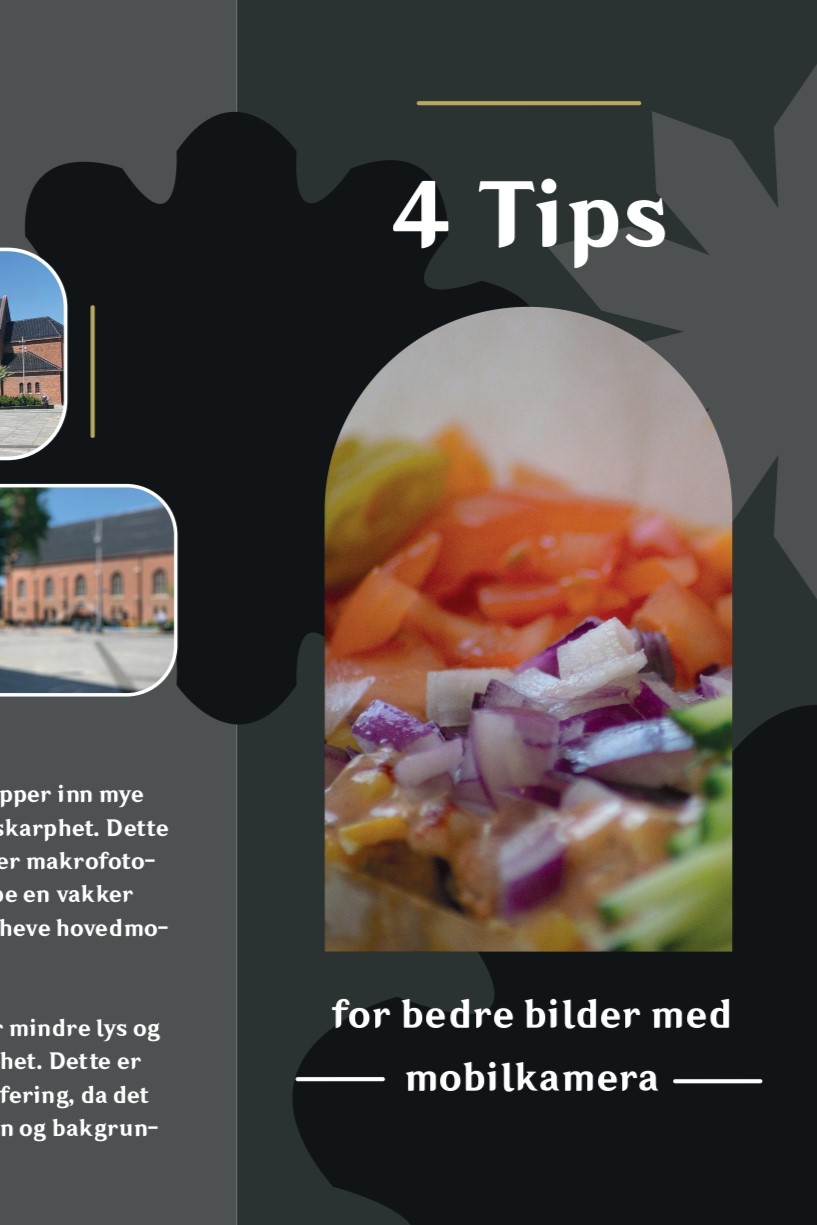 pper inn mye
skarphet. Dette
er makrofoto-
en vakker
heve hovedmo-
mindre lys og
het. Dette er
fering, da det
n og bakgrun-
4 Tips
for bedre bilder med
mobilkamera